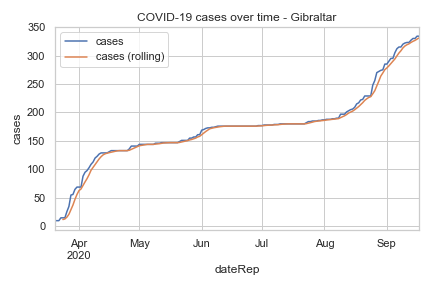 COVID-19 cases over time - Gibraltar
cases
cases (rolling)
350
300
250
200
150
100
50
0
cases
Apr
2020
May
Jun
Jul
Aug
Sep
dateRep